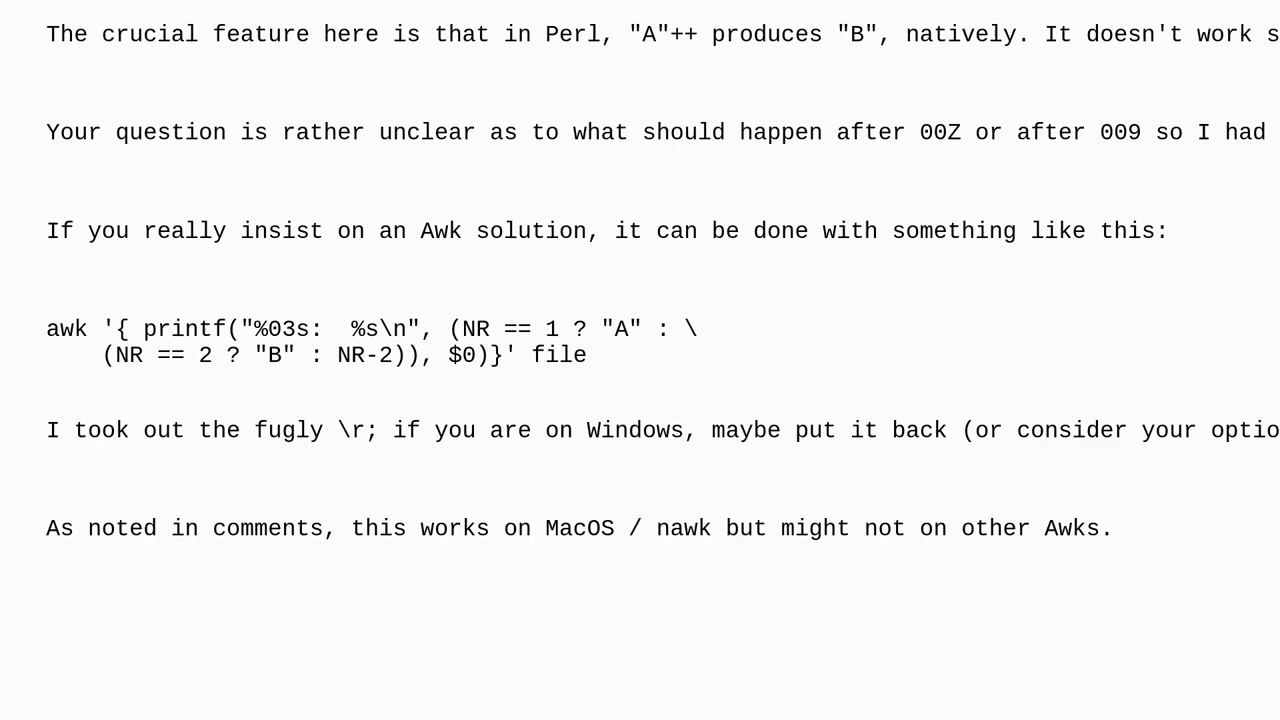 The crucial feature here is that in Perl, "A"++ produces "B", natively. It doesn't work
Your question is rather unclear as to what should happen after 00Z or after 009 so I had
If you really insist on an Awk solution, it can be done with something like this:
awk '{ printf("%03s:  %s\n", (NR == 1 ? "A" : \
    (NR == 2 ? "B" : NR-2)), $0)}' file
I took out the fugly \r; if you are on Windows, maybe put it back (or consider your
As noted in comments, this works on MacOS / nawk but might not on other Awks.